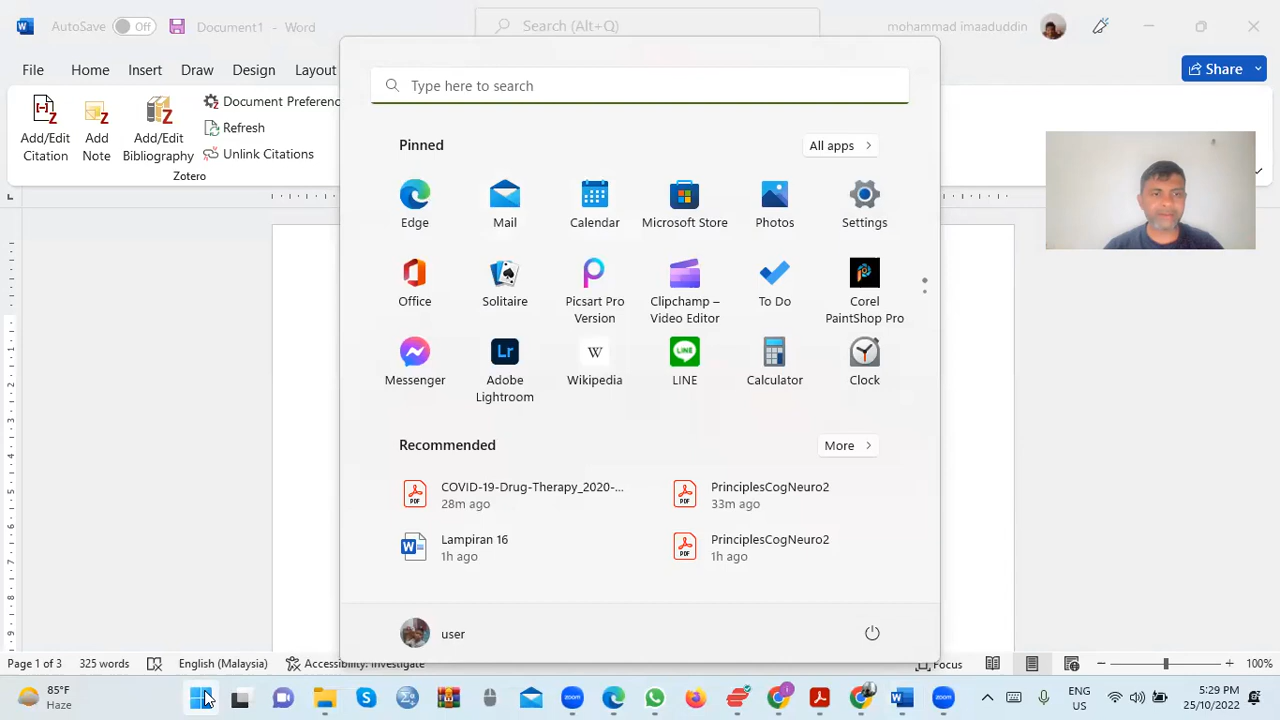 AutoSave Off Document1 - Word Search (Alt+Q) mohammad imaaduddin
File Home Insert Draw Design Layout Share
Type here to search
Add/Edit Citation
Add Note
Add/Edit Bibliography
Document Preferenc
Refresh
Unlink Citations
Zotero
Pinned All apps
Edge Mail Calendar Microsoft Store Photos Settings
Office Solitaire Picsart Pro Version Clipchamp – Video Editor To Do Corel PaintShop Pro
Messenger Adobe Lightroom Wikipedia LINE Calculator Clock
Recommended More
COVID-19-Drug-Therapy_2020-...
28m ago
PrinciplesCogNeuro2
33m ago
Lampiran 16
1h ago
PrinciplesCogNeuro2
1h ago
user
Page 1 of 3 325 words English (Malaysia) Accessibility: Investigate Focus 100%
85°F
Haze
ENG
US
5:29 PM
25/10/2022